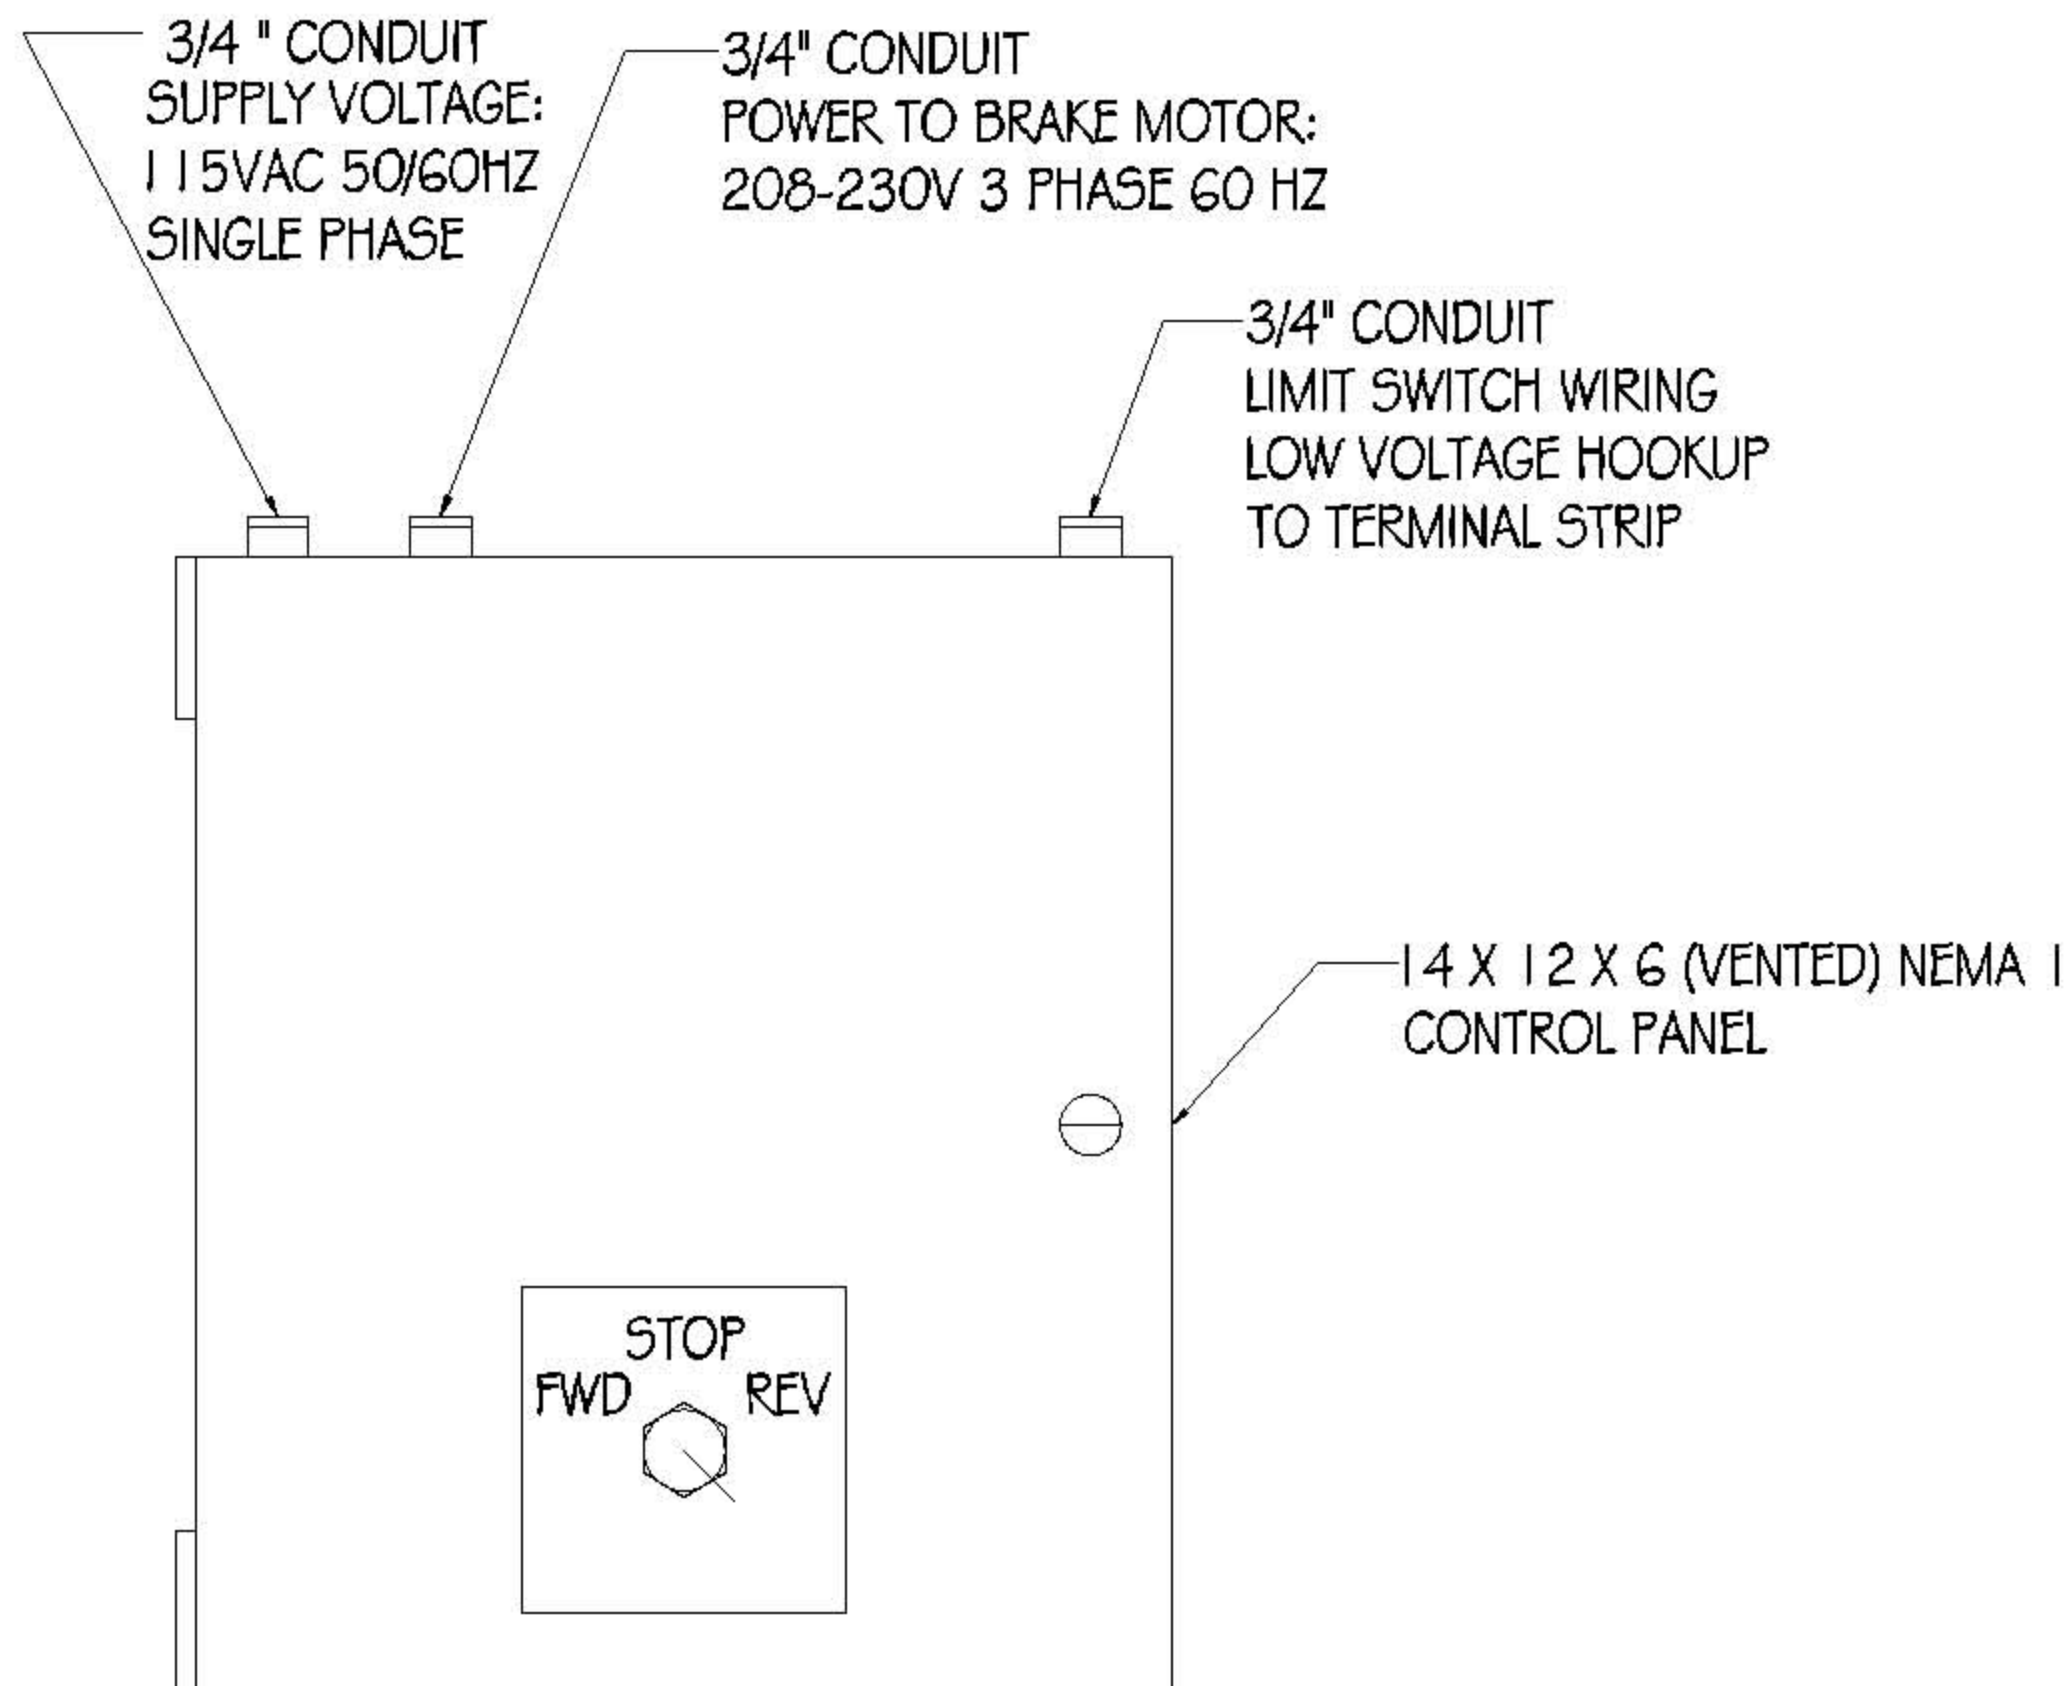 3/4 " CONDUIT
SUPPLY VOLTAGE:
115VAC 50/60HZ
SINGLE PHASE
3/4" CONDUIT
POWER TO BRAKE MOTOR:
208-230V 3 PHASE 60 HZ
3/4" CONDUIT
LIMIT SWITCH WIRING
LOW VOLTAGE HOOKUP
TO TERMINAL STRIP
14 X 12 X 6 (VENTED) NEMA 1
CONTROL PANEL
STOP
FWD REV